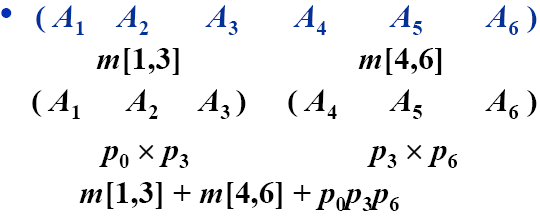 • ( A₁ A₂ A₃ A₄ A₅ A₆ )
m[1,3] m[4,6]
( A₁ A₂ A₃ ) ( A₄ A₅ A₆ )
p₀ × p₃ p₃ × p₆
m[1,3] + m[4,6] + p₀p₃p₆